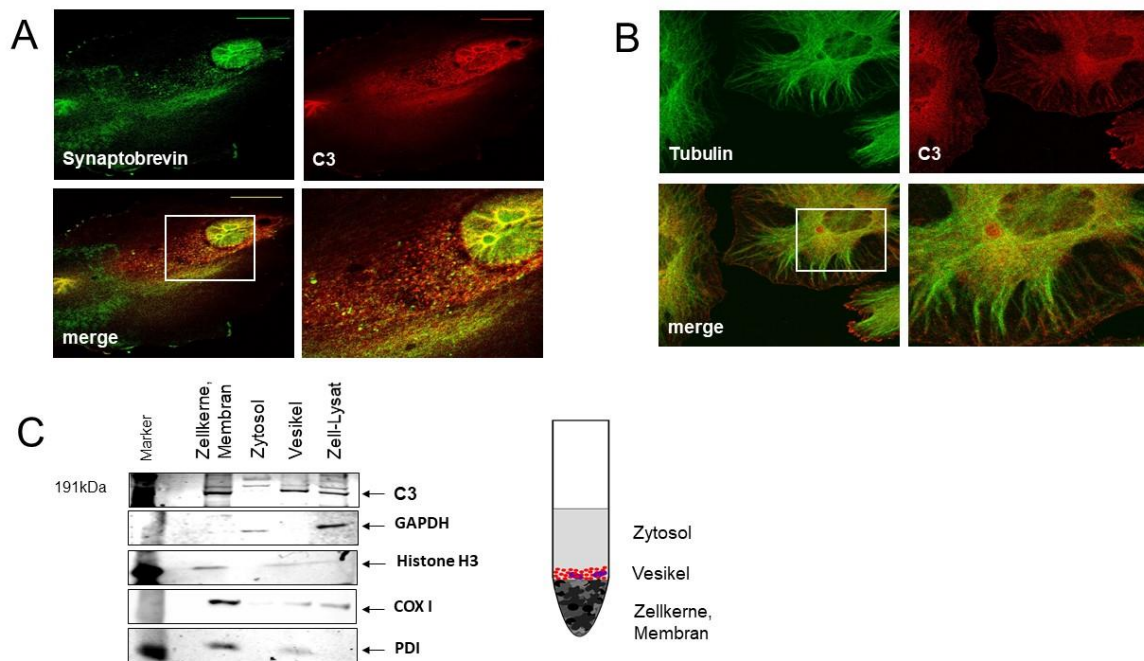 A
Synaptobrevin
C3
merge
B
Tubulin
C3
merge
C
Marker
Zellkerne,
Membran
Zytosol
Vesikel
Zell-Lysat
191kDa
C3
GAPDH
Histone H3
COX I
PDI
Zytosol
Vesikel
Zellkerne,
Membran